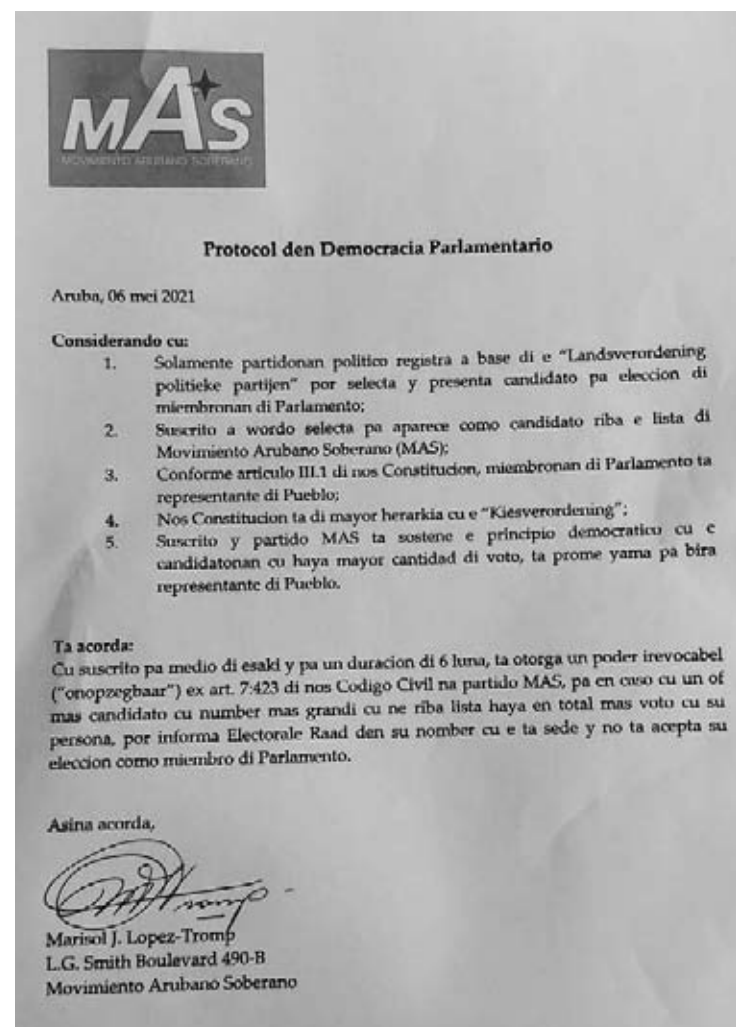 MAS
MOVIMIENTO ARUBANO SOBERANO
Protocol den Democracia Parlamentario
Aruba, 06 mei 2021
Considerando cu:
1. Solamente partidonan politico registra a base di e “Landsverordening
politieke partijen” por selecta y presenta candidato pa eleccion di
miembronan di Parlamento;
2. Suscrito a wordo selecta pa aparece como candidato riba e lista di
Movimiento Arubano Soberano (MAS);
3. Conforme articulo III.1 di nos Constitucion, miembronan di Parlamento ta
representante di Pueblo;
4. Nos Constitucion ta di mayor herarkia cu e “Kiesverordening”;
5. Suscrito y partido MAS ta sostene e principio democratico cu e
candidatonan cu haya mayor cantidad di voto, ta prome yama pa bira
representante di Pueblo.
Ta acorda:
Cu suscrito pa medio di esaki y pa un duracion di 6 luna, ta otorga un poder irevocabel
(“onopzegbaar”) ex art. 7:423 di nos Codigo Civil na partido MAS, pa en caso cu un of
mas candidato cu number mas grandi cu ne riba lista haya en total mas voto cu su
persona, por informa Electorale Raad den su nomber cu e ta sede y no ta acepta su
eleccion como miembro di Parlamento.
Asina acorda,
Marisol J. Lopez-Tromp
L.G. Smith Boulevard 490-B
Movimiento Arubano Soberano